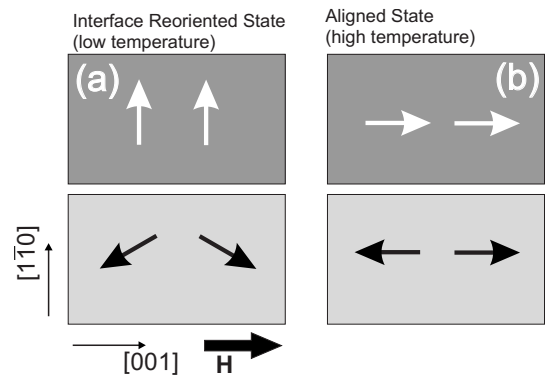 Interface Reoriented State
(low temperature)
Aligned State
(high temperature)
(a)
(b)
[11̄0]
[001]
H